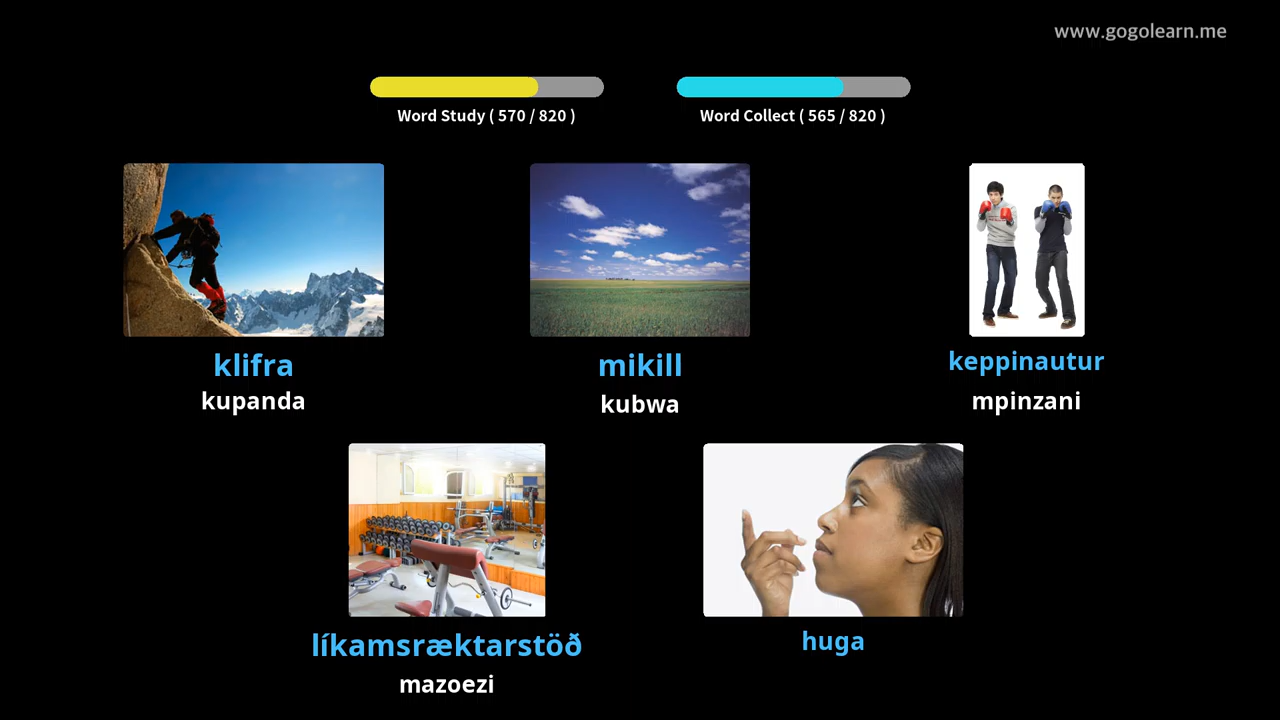 www.gogolearn.me
Word Study ( 570 / 820 )
Word Collect ( 565 / 820 )
klifra
kupanda
mikill
kubwa
keppinautur
mpinzani
líkamsræktarstöð
mazoezi
huga